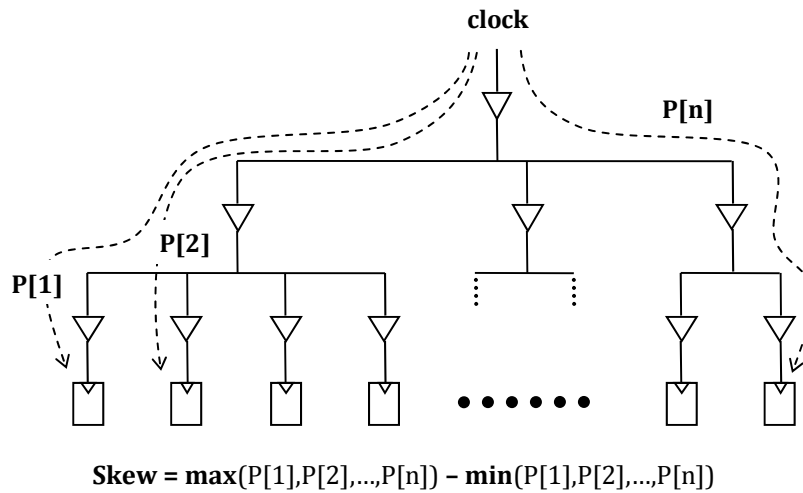 clock
P[n]
P[2]
P[1]
Skew = max(P[1],P[2],...,P[n]) – min(P[1],P[2],...,P[n])